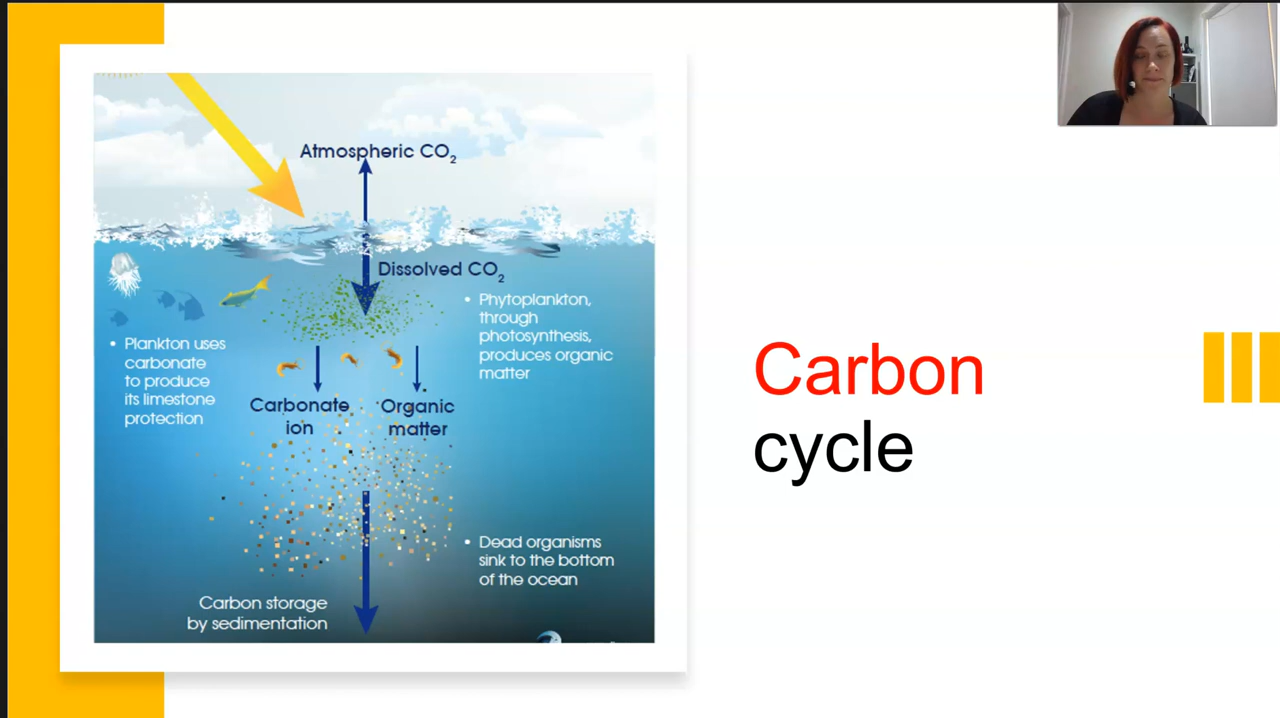 Atmospheric CO₂
Dissolved CO₂
• Phytoplankton,
through
photosynthesis,
produces organic
matter
• Plankton uses
carbonate
to produce
its limestone
protection
Carbonate
ion
Organic
matter
• Dead organisms
sink to the bottom
of the ocean
Carbon storage
by sedimentation
Carbon
cycle